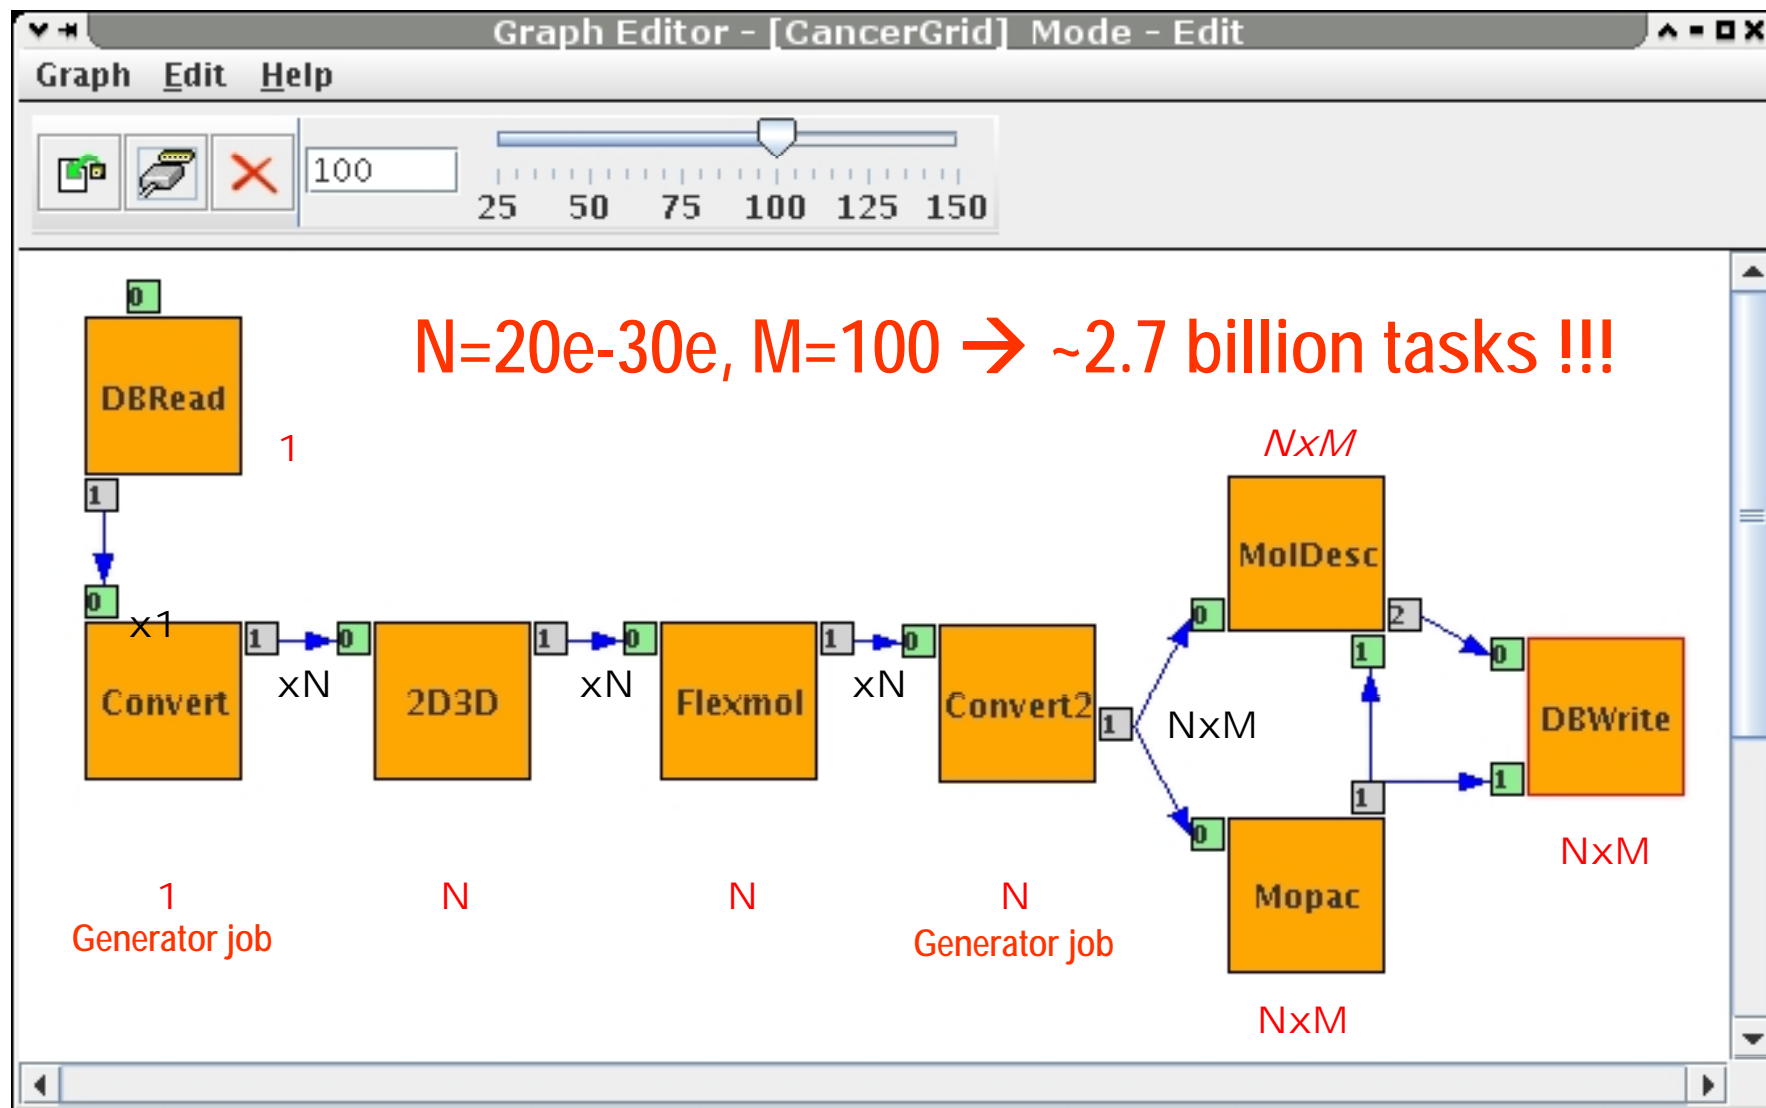 Graph Editor - [CancerGrid] Mode - Edit
Graph Edit Help
100
25 50 75 100 125 150
0
N=20e-30e, M=100 → ~2.7 billion tasks !!!
DBRead
1
NxM
1
MolDesc
0
x1
0
2
1 0 1 0 1 0
1
0
xN xN xN
Convert 2D3D Flexmol Convert2
1
NxM
DBWrite
1
1
0
NxM
1 N N N
Mopac
Generator job
Generator job
NxM